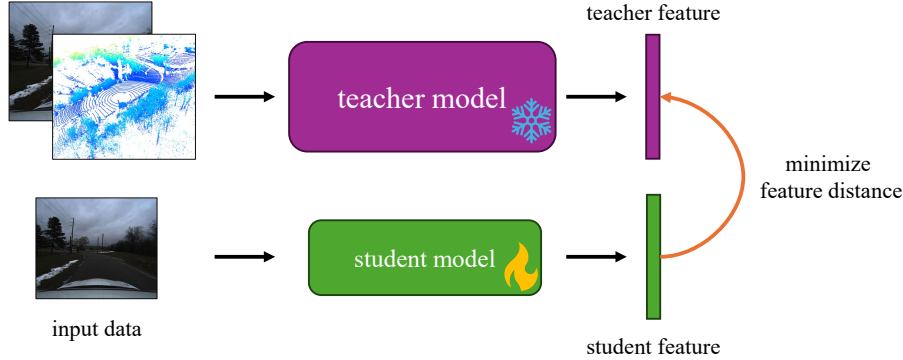 teacher feature
teacher model
minimize
feature distance
student model
input data
student feature